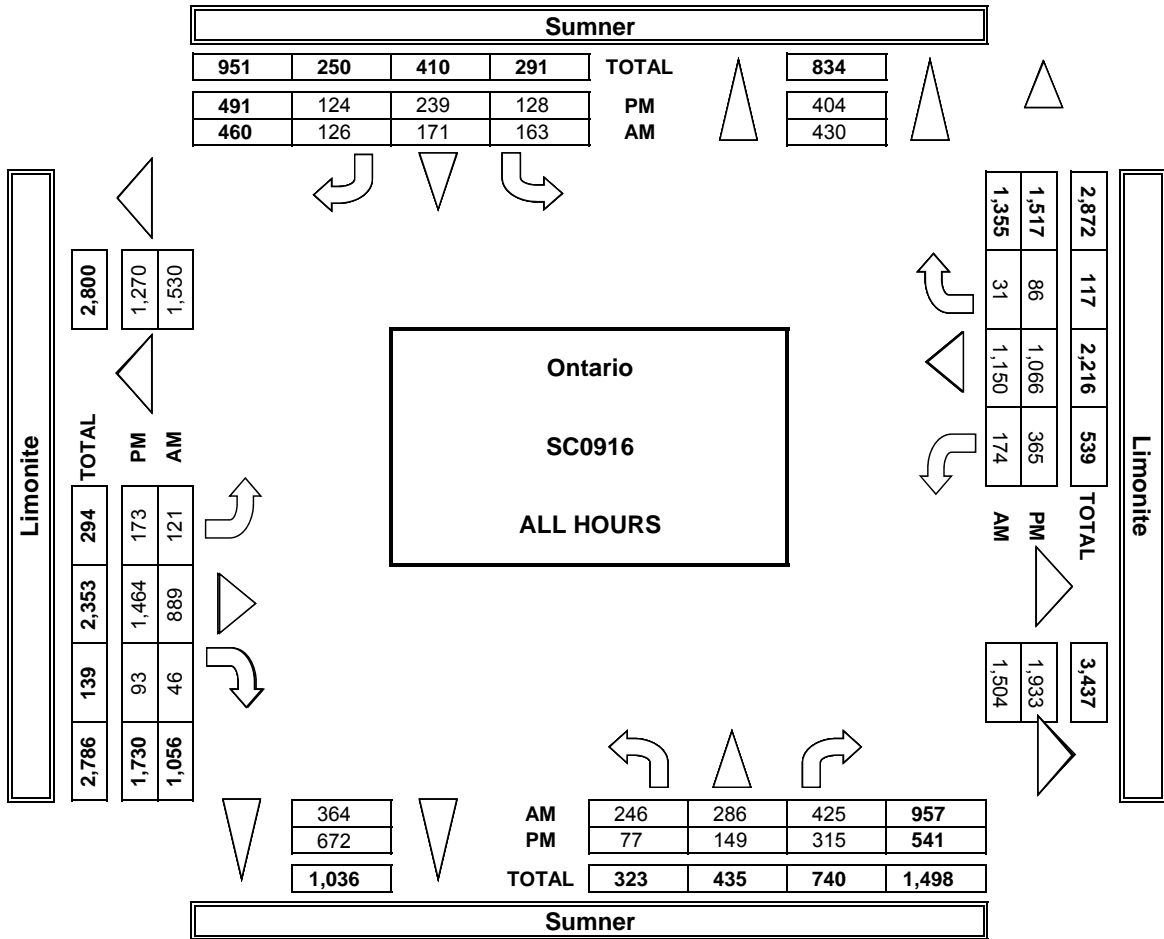 Sumner
951 250 410 291 TOTAL 834
491 124 239 128 PM 404
460 126 171 163 AM 430
Limonite
2,800
1,270
1,530
TOTAL 294 2,353 139 2,786
PM 173 1,464 93 1,730
AM 121 889 46 1,056
Ontario
SC0916
ALL HOURS
2,872 117 2,216 539 TOTAL 3,437
1,517 86 1,066 365 PM 1,933
1,355 31 1,150 174 AM 1,504
Limonite
364 AM 246 286 425 957
672 PM 77 149 315 541
1,036 TOTAL 323 435 740 1,498
Sumner